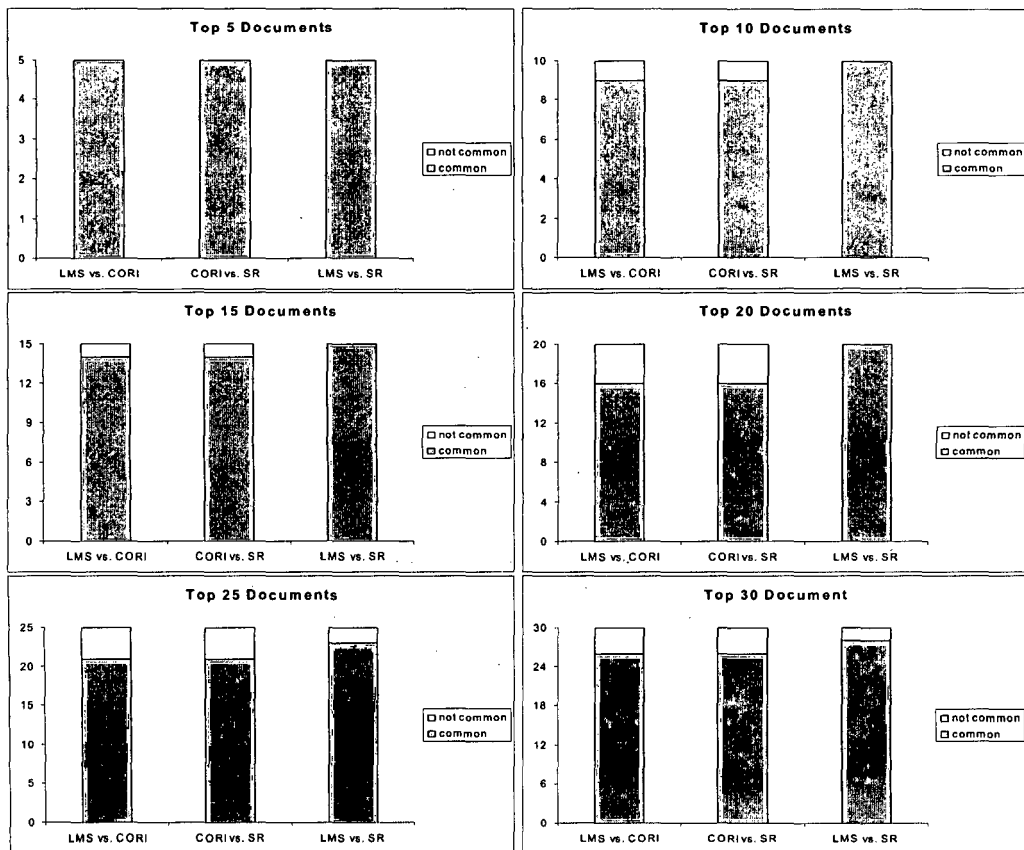 Top 5 Documents
5
4
3
2
1
0
LMS vs. CORI
CORI vs. SR
LMS vs. SR
not common
common
Top 10 Documents
10
8
6
4
2
0
LMS vs. CORI
CORI vs. SR
LMS vs. SR
not common
common
Top 15 Documents
15
12
9
6
3
0
LMS vs. CORI
CORI vs. SR
LMS vs. SR
not common
common
Top 20 Documents
20
16
12
8
4
0
LMS vs. CORI
CORI vs. SR
LMS vs. SR
not common
common
Top 25 Documents
25
20
15
10
5
0
LMS vs. CORI
CORI vs. SR
LMS vs. SR
not common
common
Top 30 Document
30
24
18
12
6
0
LMS vs. CORI
CORI vs. SR
LMS vs. SR
not common
common